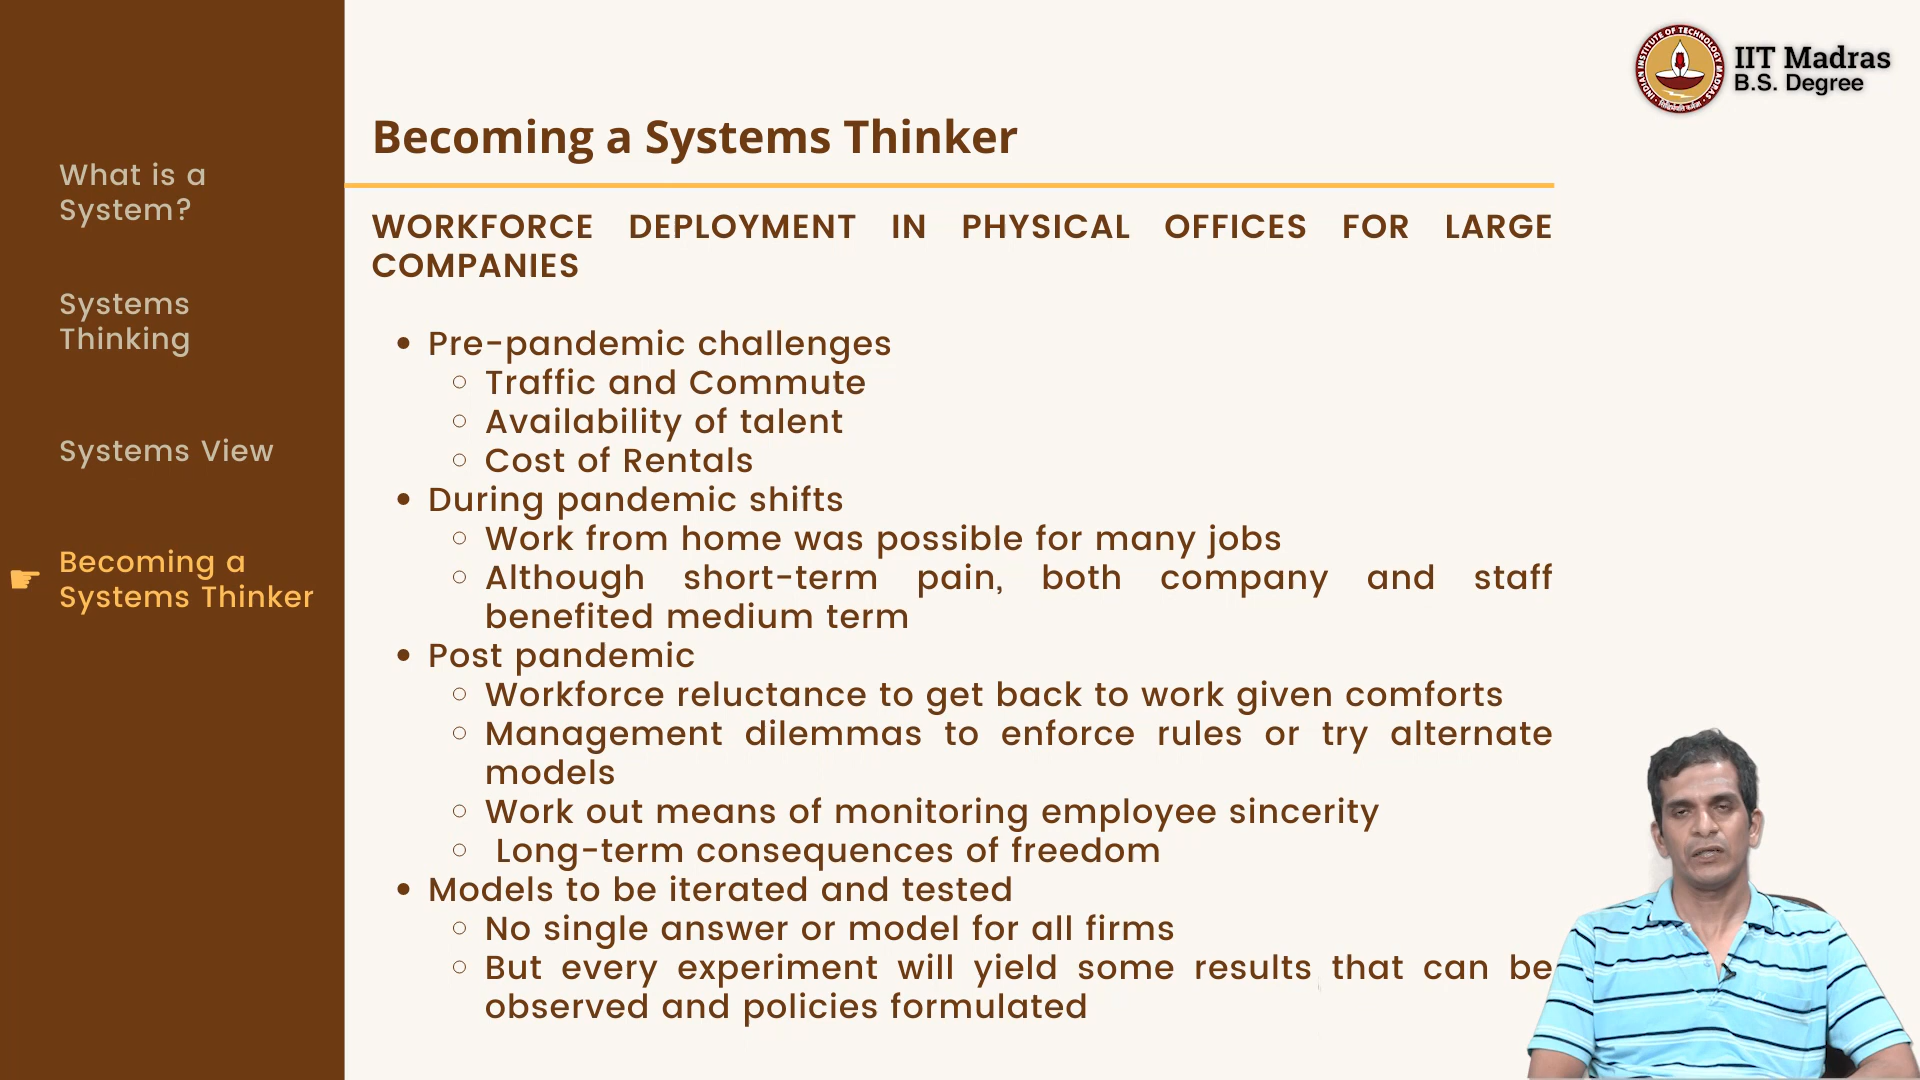 IIT Madras
B.S. Degree
What is a
System?
Systems
Thinking
Systems View
Becoming a
Systems Thinker
Becoming a Systems Thinker
WORKFORCE DEPLOYMENT IN PHYSICAL OFFICES FOR LARGE
COMPANIES
• Pre-pandemic challenges
○ Traffic and Commute
○ Availability of talent
○ Cost of Rentals
• During pandemic shifts
○ Work from home was possible for many jobs
○ Although short-term pain, both company and staff
benefited medium term
• Post pandemic
○ Workforce reluctance to get back to work given comforts
○ Management dilemmas to enforce rules or try alternate
models
○ Work out means of monitoring employee sincerity
○ Long-term consequences of freedom
• Models to be iterated and tested
○ No single answer or model for all firms
○ But every experiment will yield some results that can be
observed and policies formulated